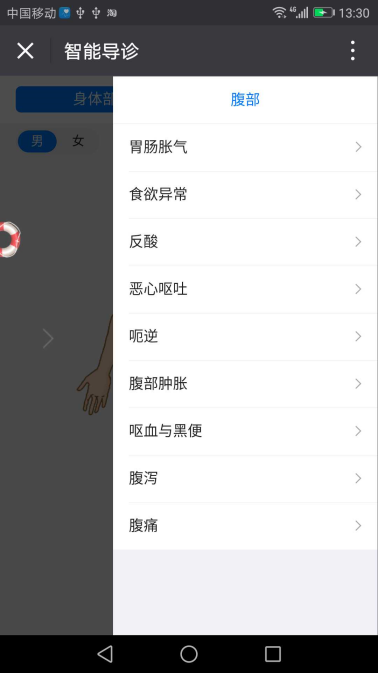 中国移动 4G 13:30
智能导诊
身体部
腹部
男 女
胃肠胀气
食欲异常
反酸
恶心呕吐
呃逆
腹部肿胀
呕血与黑便
腹泻
腹痛